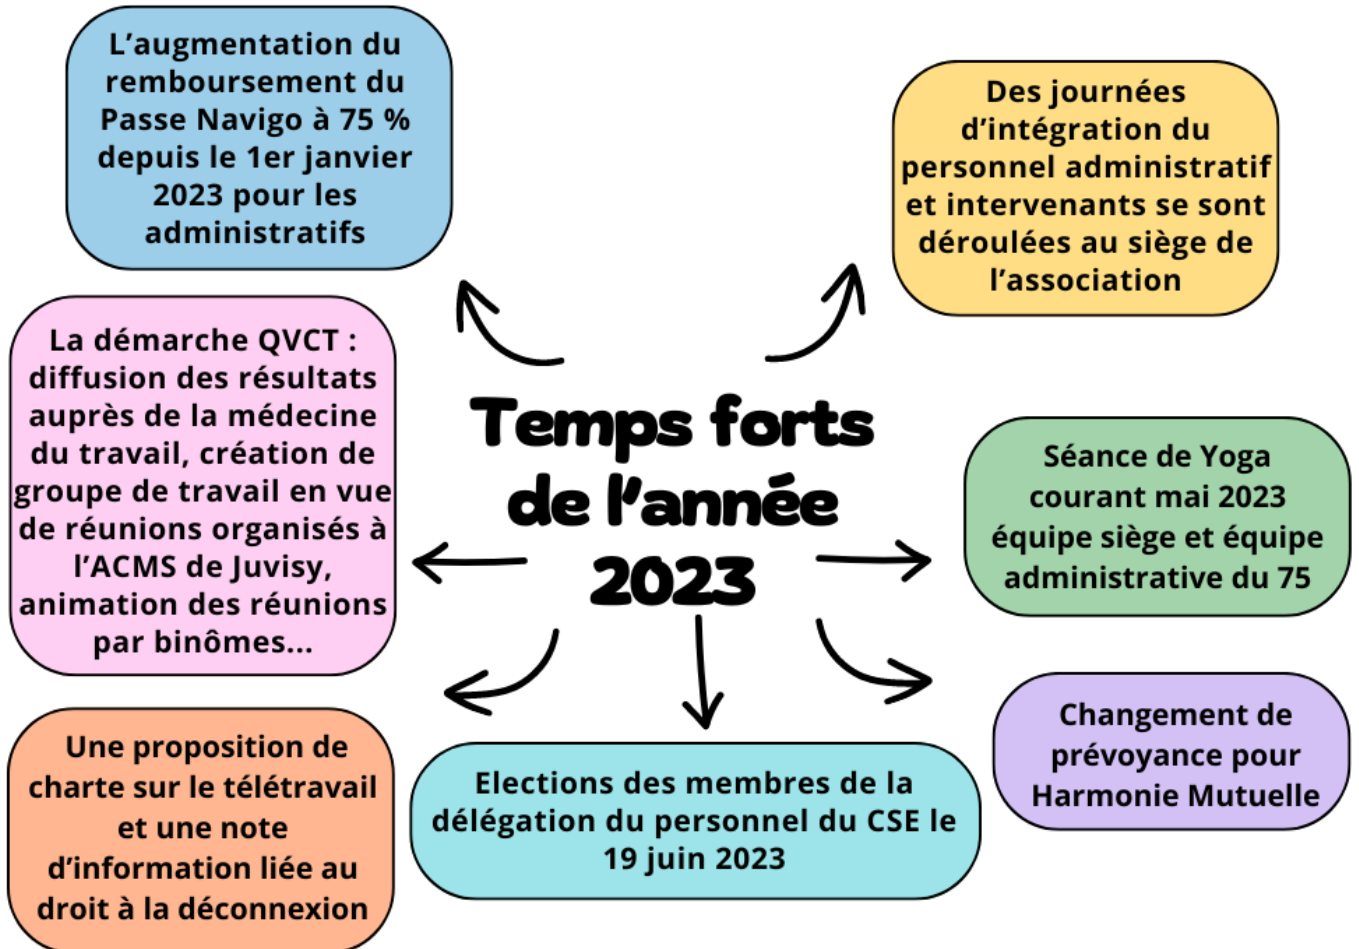 L'augmentation du
remboursement du
Passe Navigo à 75 %
depuis le 1er janvier
2023 pour les
administratifs
Des journées
d'intégration du
personnel administratif
et intervenants se sont
déroulées au siège de
l'association
La démarche QVCT :
diffusion des résultats
auprès de la médecine
du travail, création de
groupe de travail en vue
de réunions organisés à
l'ACMS de Juvisy,
animation des réunions
par binômes...
Temps forts
de l'année
2023
Séance de Yoga
courant mai 2023
équipe siège et équipe
administrative du 75
Une proposition de
charte sur le télétravail
et une note
d'information liée au
droit à la déconnexion
Elections des membres de la
délégation du personnel du CSE le
19 juin 2023
Changement de
prévoyance pour
Harmonie Mutuelle